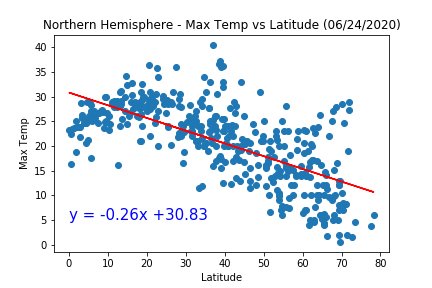 Northern Hemisphere - Max Temp vs Latitude (06/24/2020)
40
35
30
25
20
15
10
5
0
Max Temp
y = -0.26x +30.83
0 10 20 30 40 50 60 70 80
Latitude